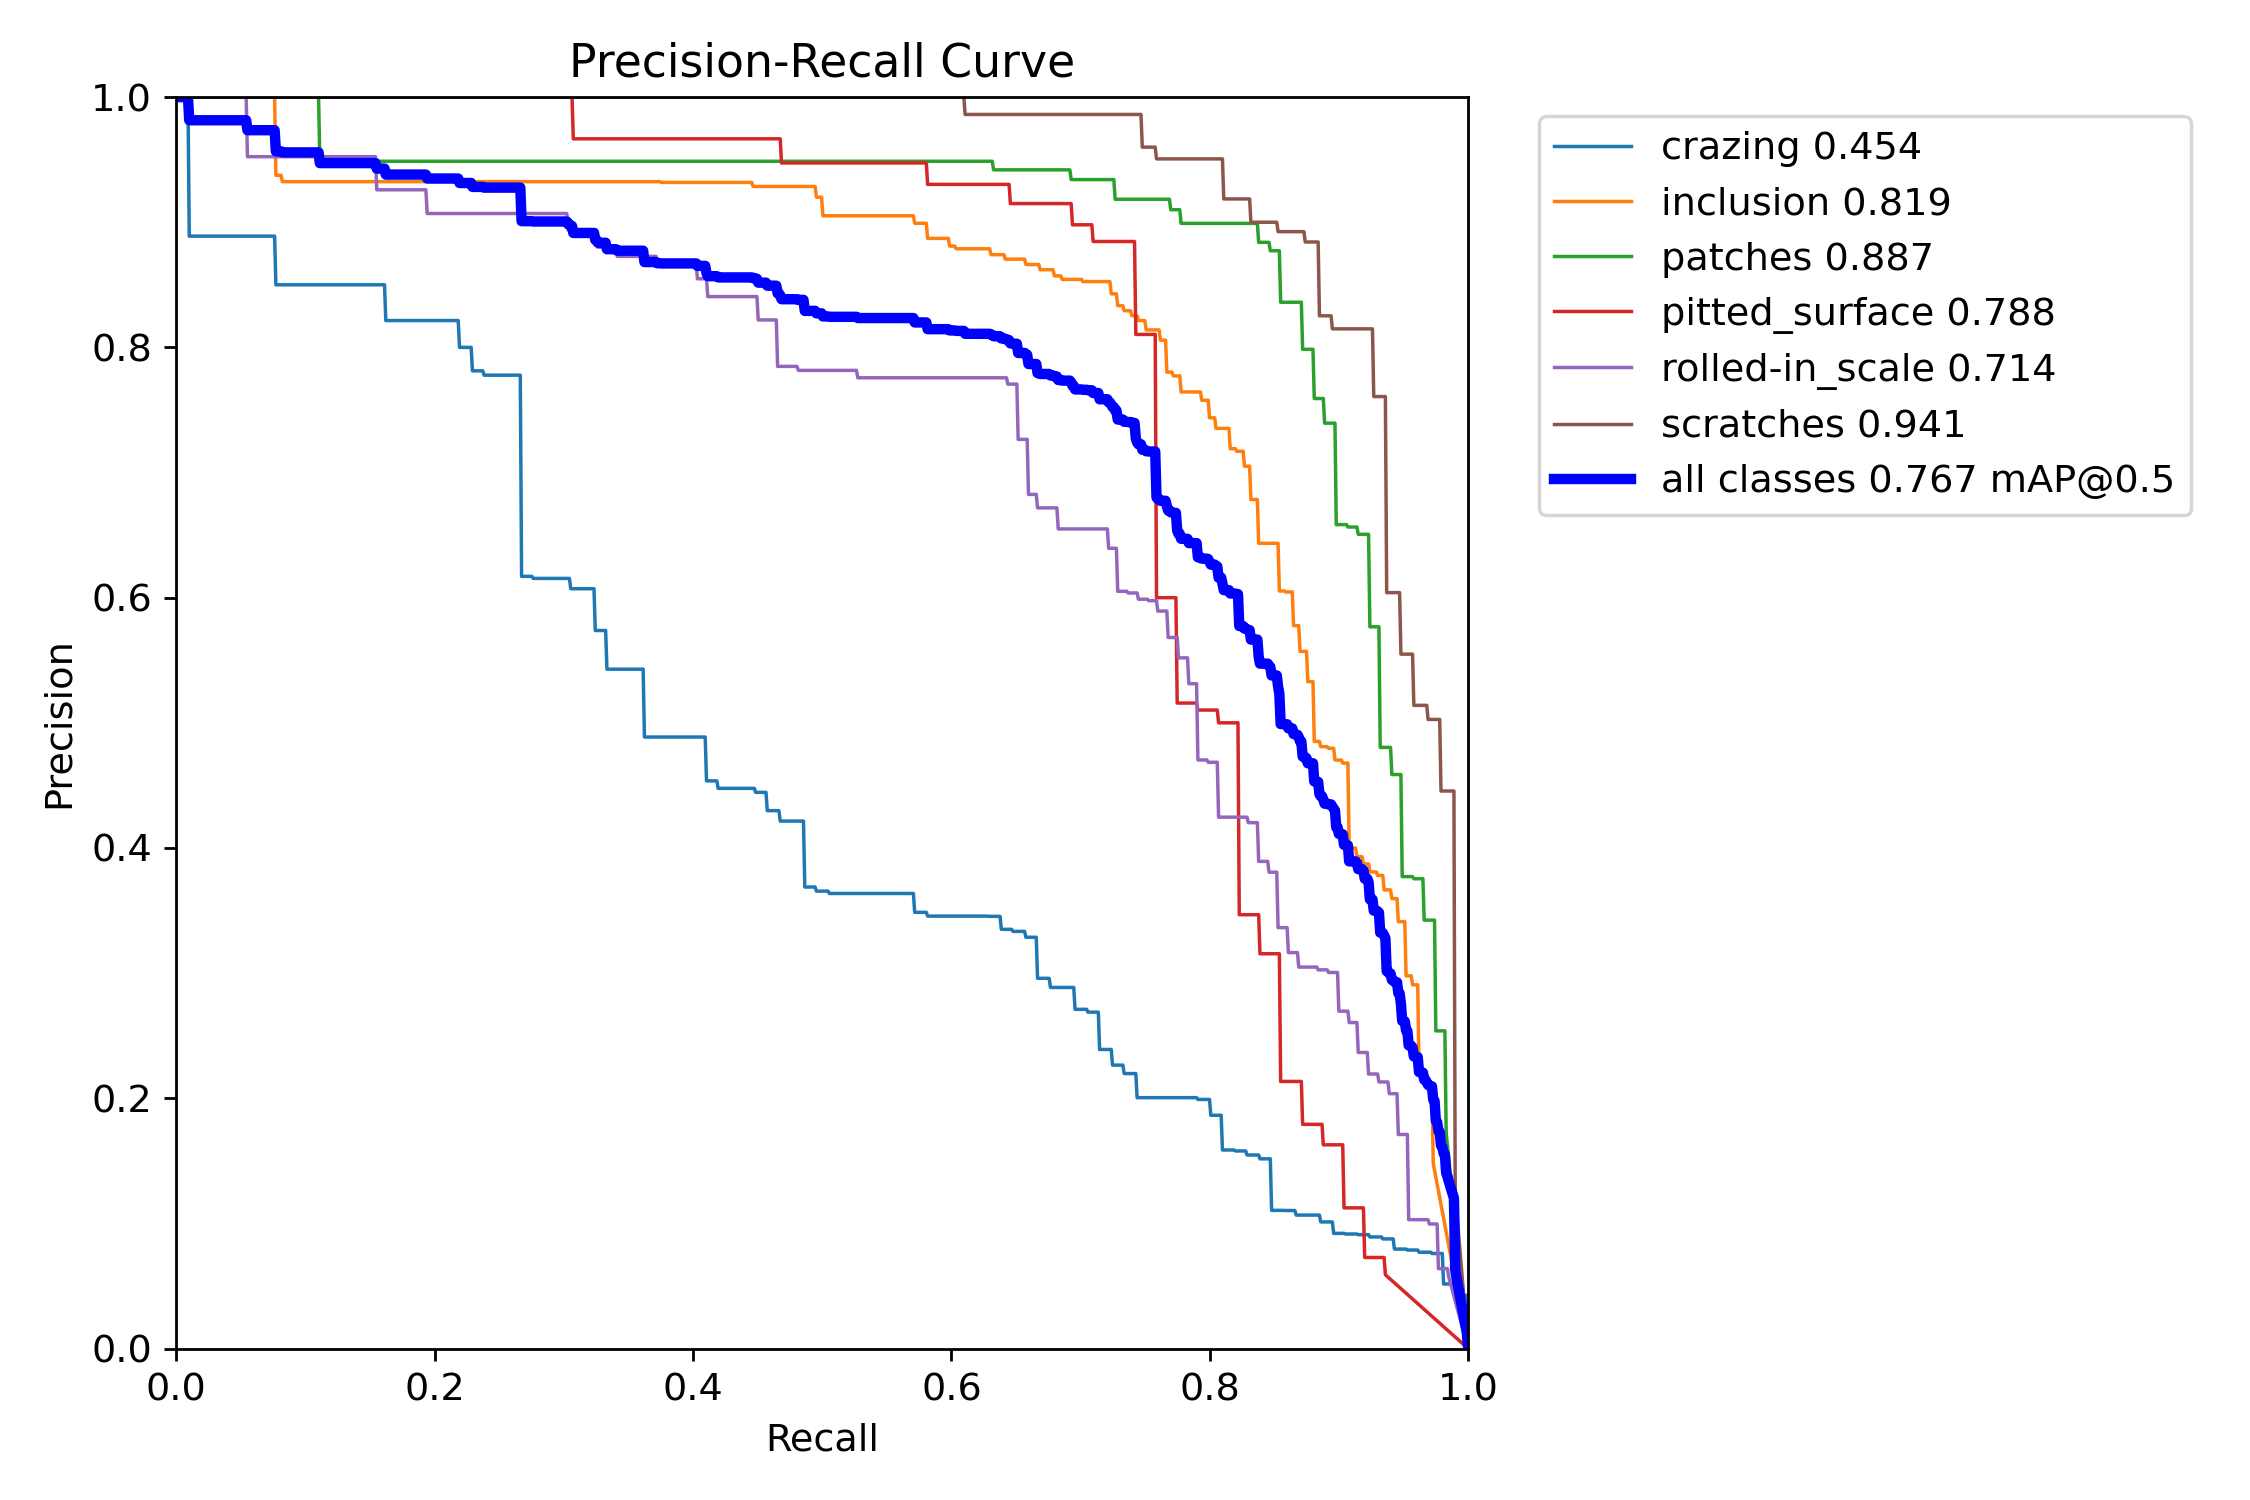 Precision-Recall Curve
1.0
0.8
0.6
0.4
0.2
0.0
Precision
0.0 0.2 0.4 0.6 0.8 1.0
Recall
crazing 0.454
inclusion 0.819
patches 0.887
pitted_surface 0.788
rolled-in_scale 0.714
scratches 0.941
all classes 0.767 mAP@0.5